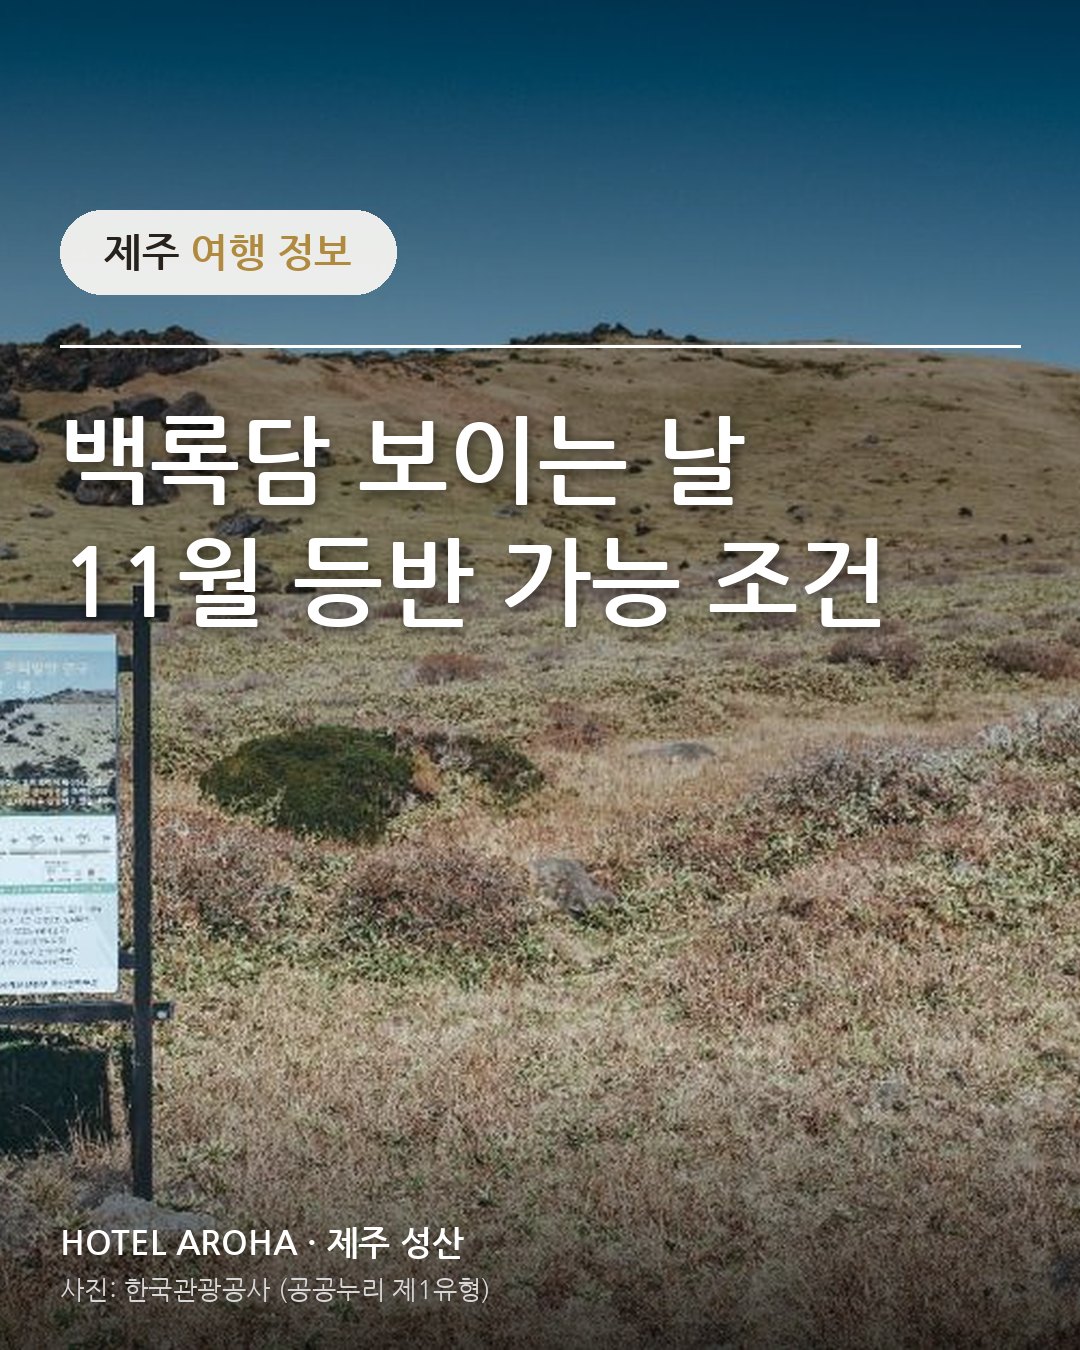 제주 여행 정보
백록담 보이는 날
11월 등반 가능 조건
HOTEL AROHA · 제주 성산
사진: 한국관광공사 (공공누리 제1유형)